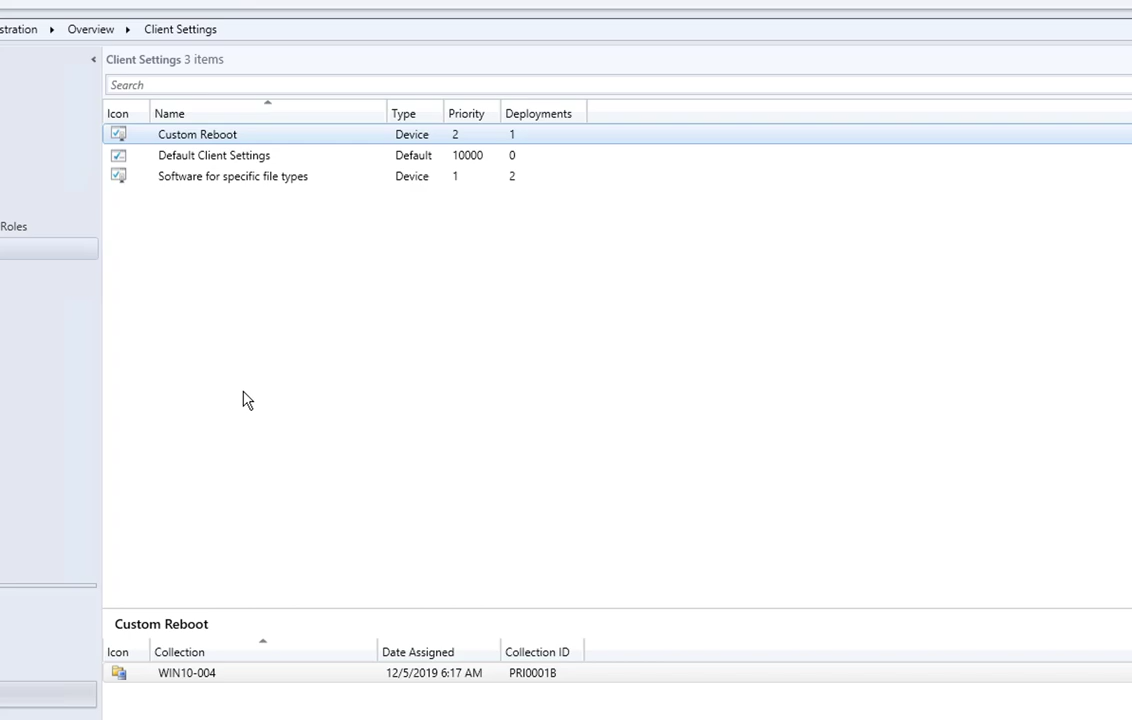 stration ▸ Overview ▸ Client Settings
Client Settings 3 items
Search
Icon Name Type Priority Deployments
Custom Reboot Device 2 1
Default Client Settings Default 10000 0
Software for specific file types Device 1 2
Roles
Custom Reboot
Icon Collection Date Assigned Collection ID
WIN10-004 12/5/2019 6:17 AM PRI0001B